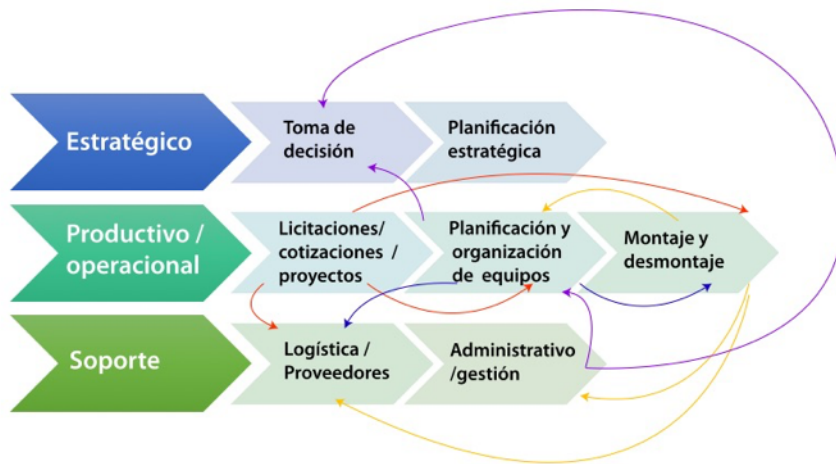 Estratégico
Toma de
decisión
Planificación
estratégica
Productivo /
operacional
Licitaciones/
cotizaciones /
proyectos
Planificación y
organización
de equipos
Montaje y
desmontaje
Soporte
Logística /
Proveedores
Administrativo
/gestión